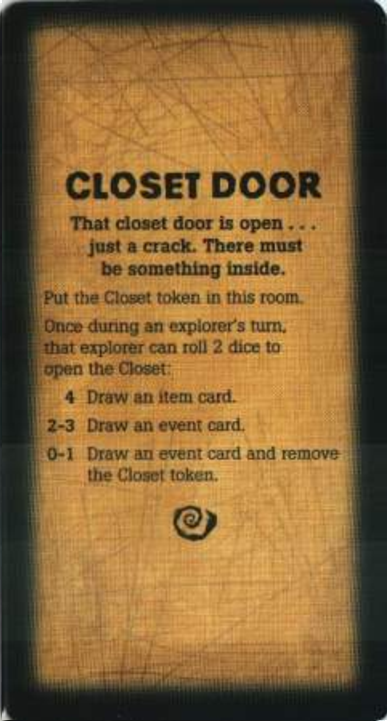 CLOSET DOOR
That closet door is open . . .
just a crack. There must
be something inside.
Put the Closet token in this room.
Once during an explorer's turn,
that explorer can roll 2 dice to
open the Closet:
4 Draw an item card.
2-3 Draw an event card.
0-1 Draw an event card and remove
the Closet token.